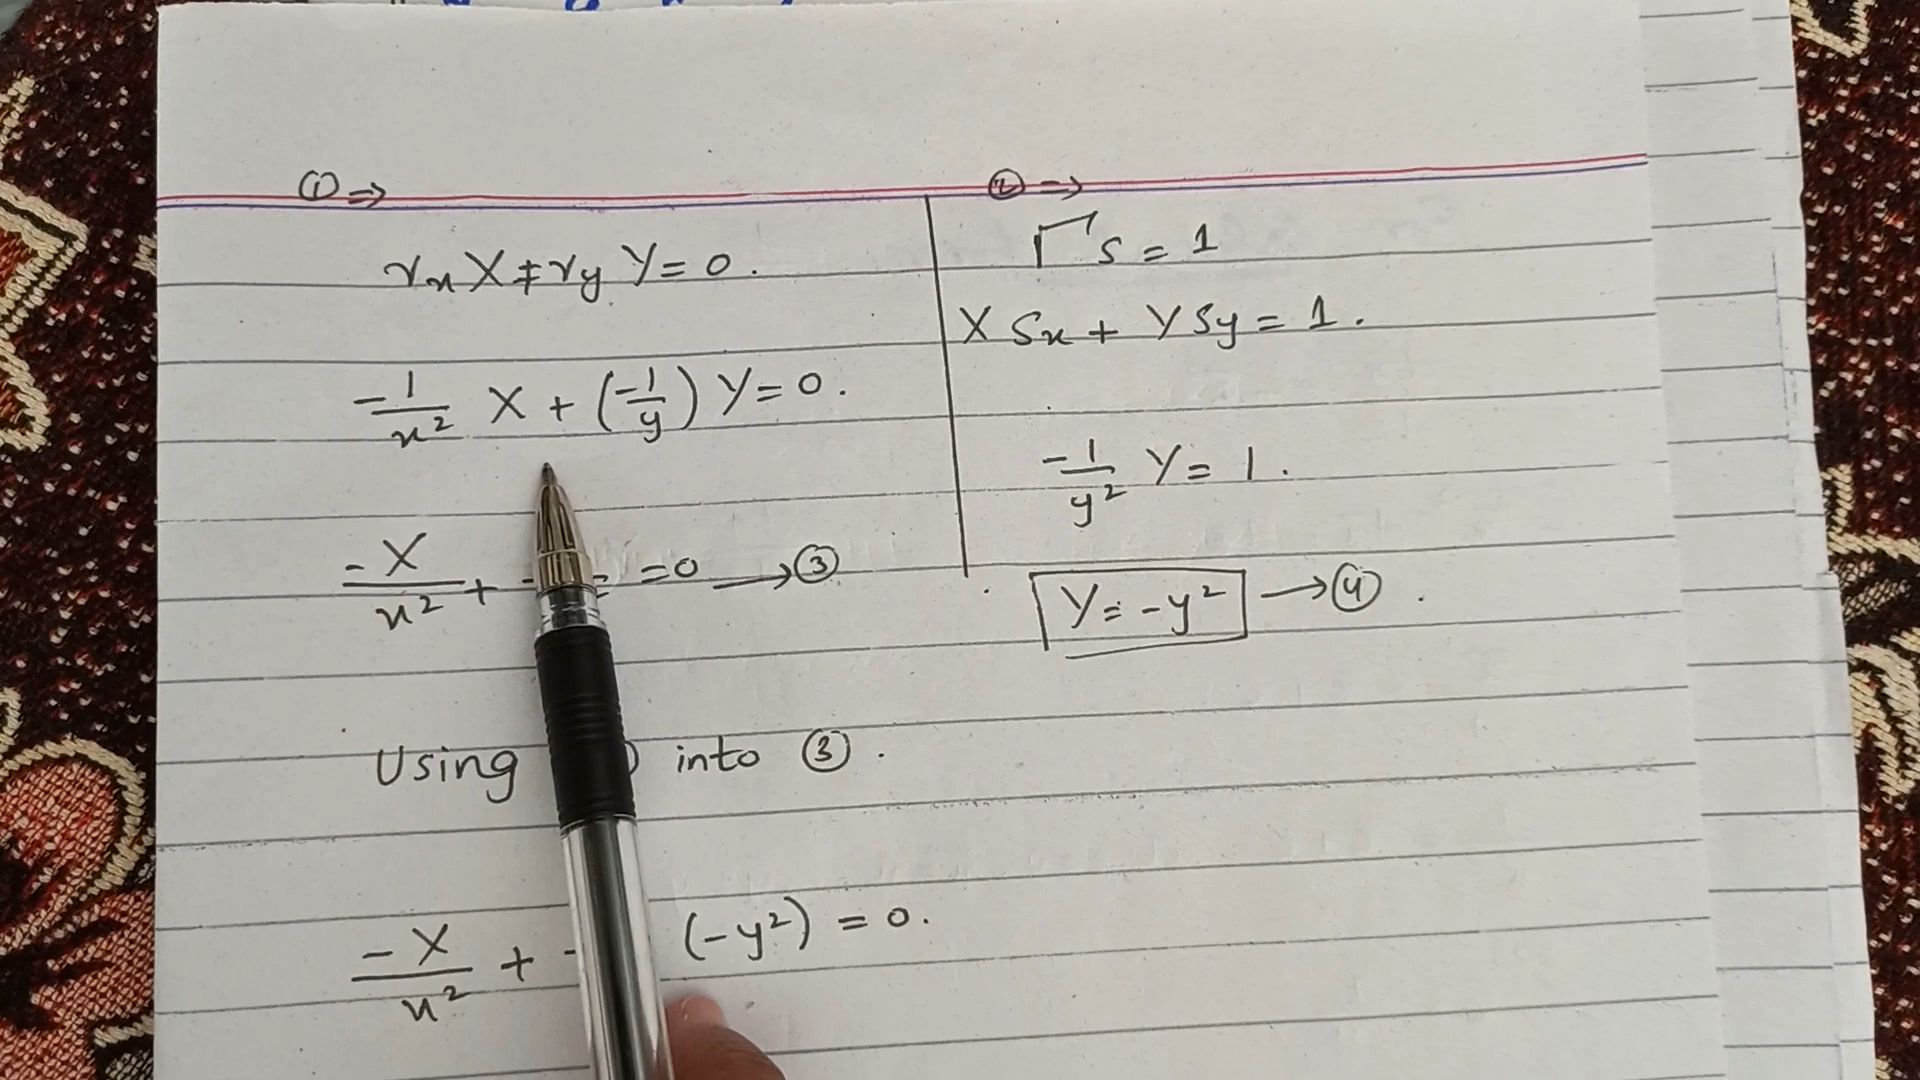 ① ⇒
r_x X + r_y Y = 0.
-1/x² X + (-1/y) Y = 0.
-X/x² + = 0 → ③
② ⇒
Γ s = 1
X S_x + Y S_y = 1.
-1/y² Y = 1.
Y = -y² → ④ .
Using into ③ .
-X/x² + - (-y²) = 0.